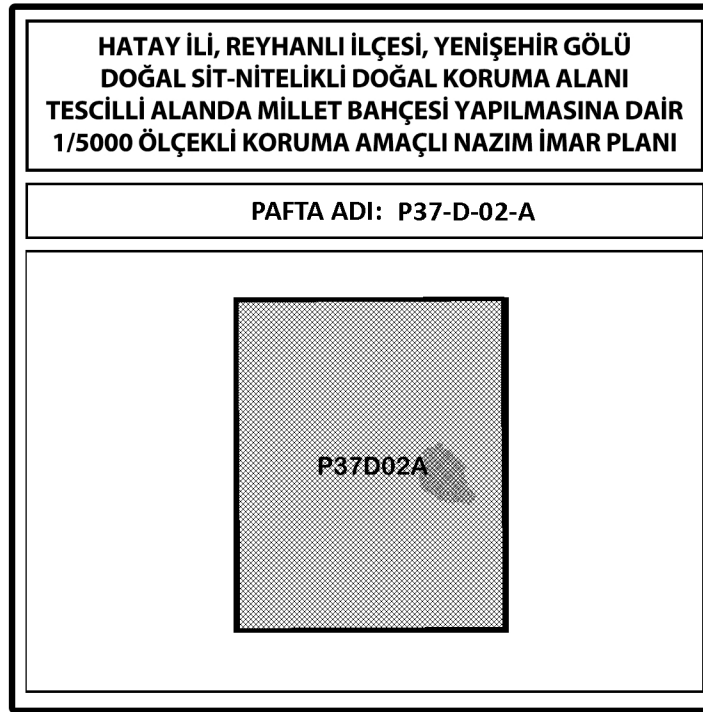 HATAY İLİ, REYHANLI İLÇESİ, YENİŞEHİR GÖLÜ
DOĞAL SİT-NİTELİKLİ DOĞAL KORUMA ALANI
TESCİLLİ ALANDA MİLLET BAHÇESİ YAPILMASINA DAİR
1/5000 ÖLÇEKLİ KORUMA AMAÇLI NAZIM İMAR PLANI
PAFTA ADI: P37-D-02-A
P37D02A